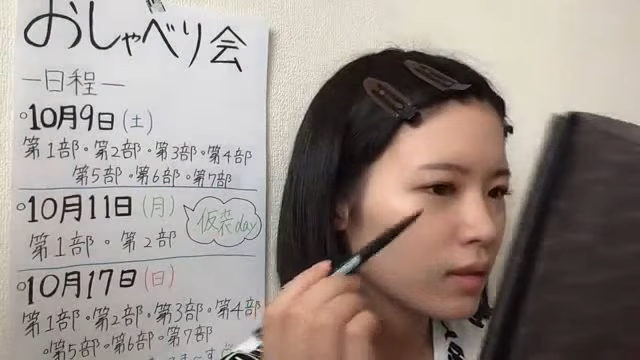 おしゃべり会
—日程—
○10月9日(土)
第1部・第2部・第3部・第4部
第5部・第6部・第7部
○10月11日(月)
仮装day
第1部・第2部
○10月17日(日)
第1部・第2部・第3部・第4部
・第5部・第6部・第7部